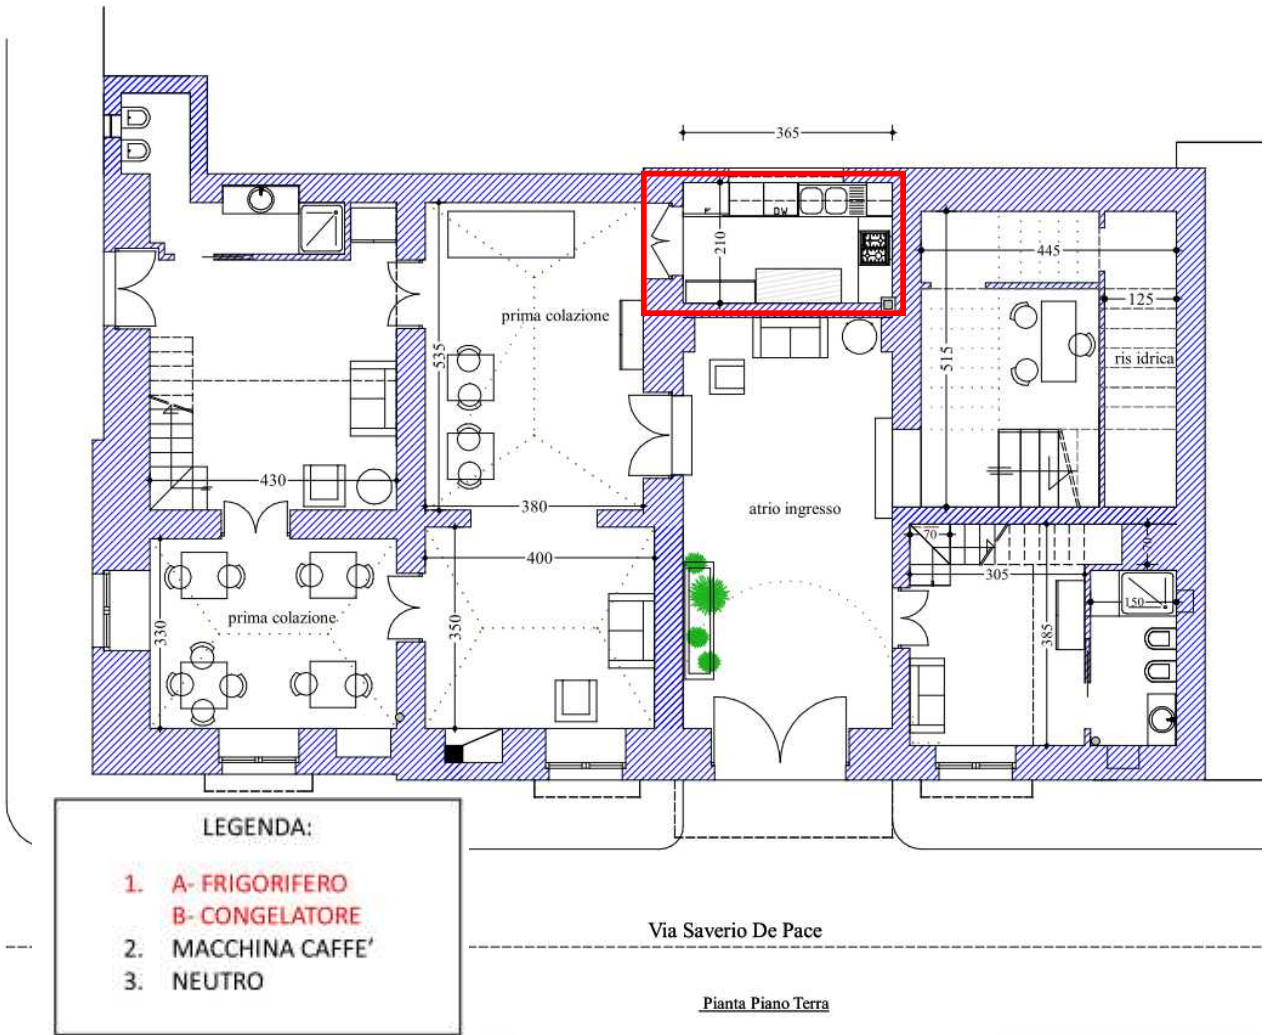 365
210
DW
445
125
prima colazione
535
515
ris idrica
430
380
atrio ingresso
400
70
70
305
150
prima colazione
330
350
385
LEGENDA:
1. A- FRIGORIFERO
B- CONGELATORE
2. MACCHINA CAFFE'
3. NEUTRO
Via Saverio De Pace
Pianta Piano Terra